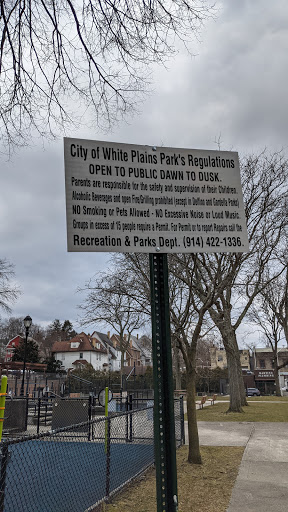 City of White Plains Park's Regulations
OPEN TO PUBLIC DAWN TO DUSK.
Parents are responsible for the safety and supervision of their Children.
Alcoholic Beverages and open Fire/Grilling prohibited (except in Delfino and Gardella Parks)
NO Smoking or Pets Allowed - NO Excessive Noise or Loud Music.
Groups in excess of 15 people require a Permit. For Permit or to report Repairs call the
Recreation & Parks Dept. (914) 422-1336.